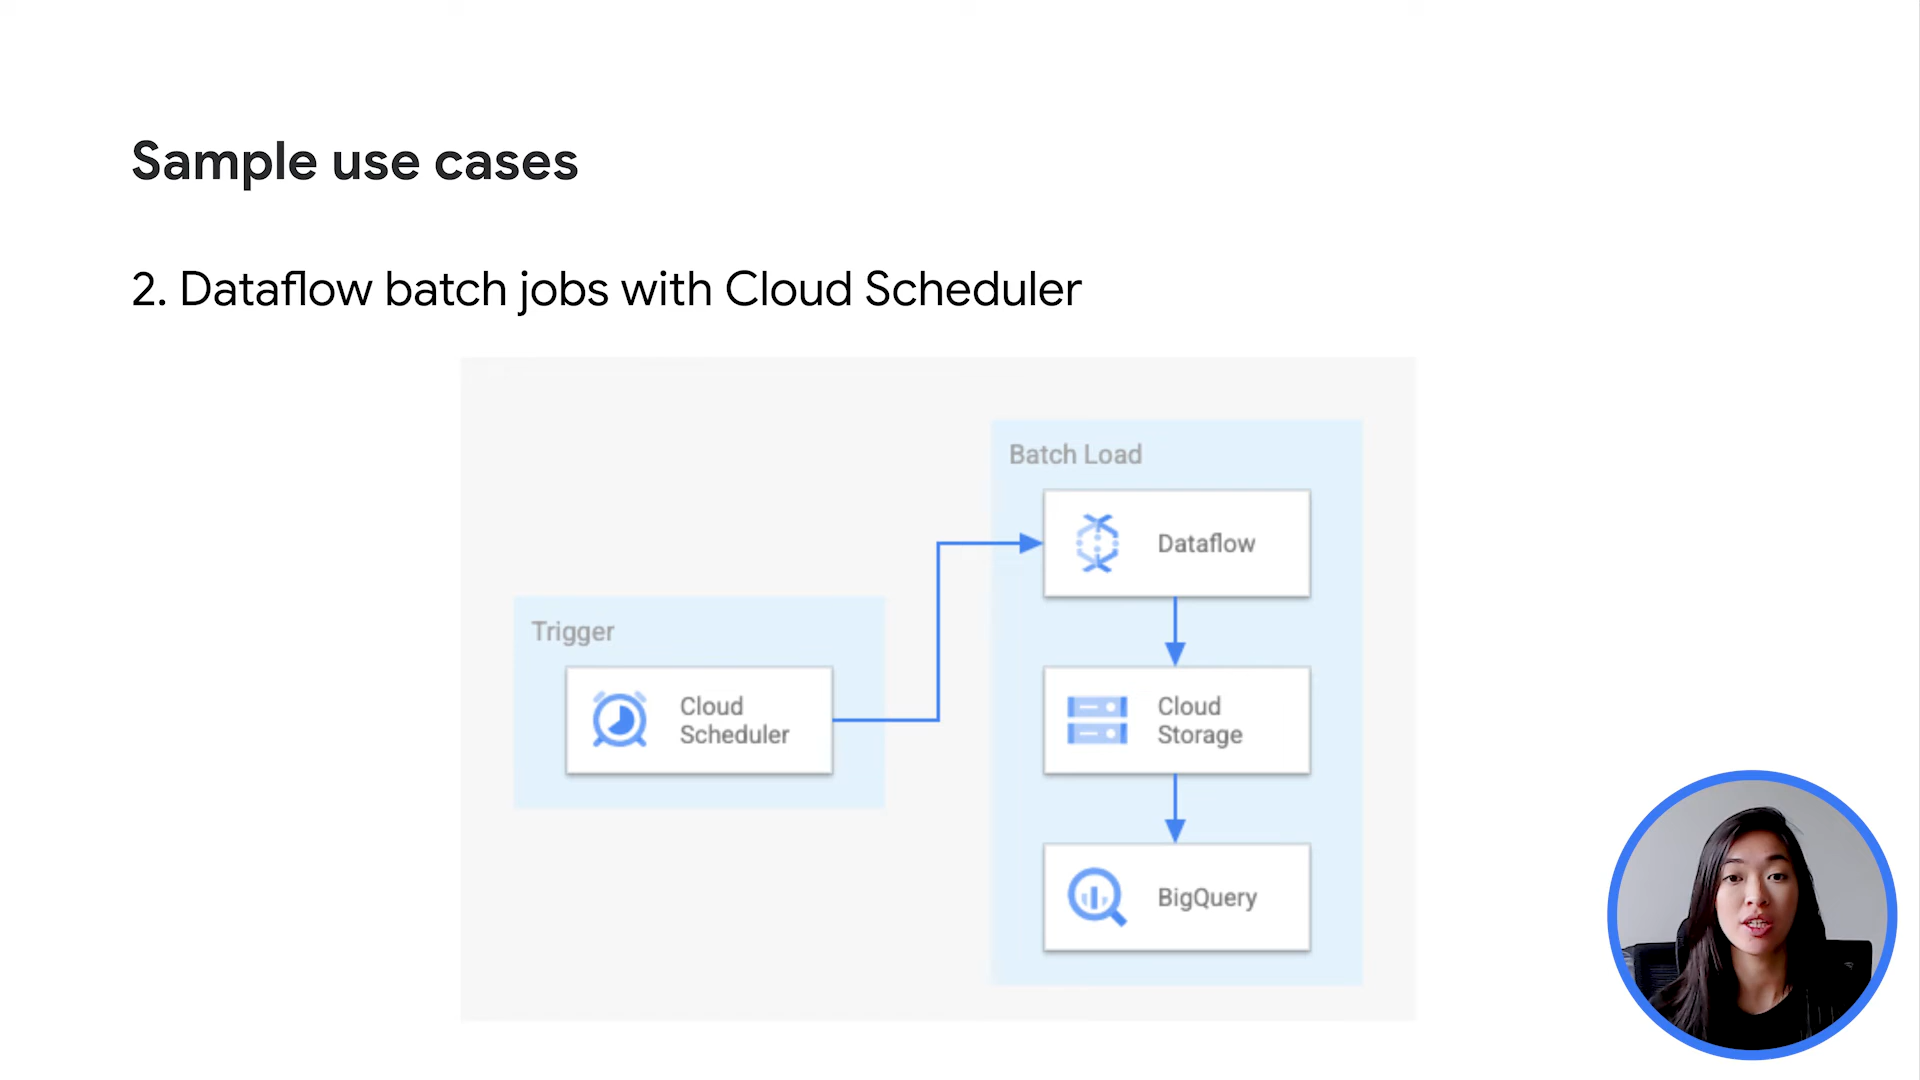 Sample use cases
2. Dataflow batch jobs with Cloud Scheduler
Batch Load
Dataflow
Trigger
Cloud
Scheduler
Cloud
Storage
BigQuery